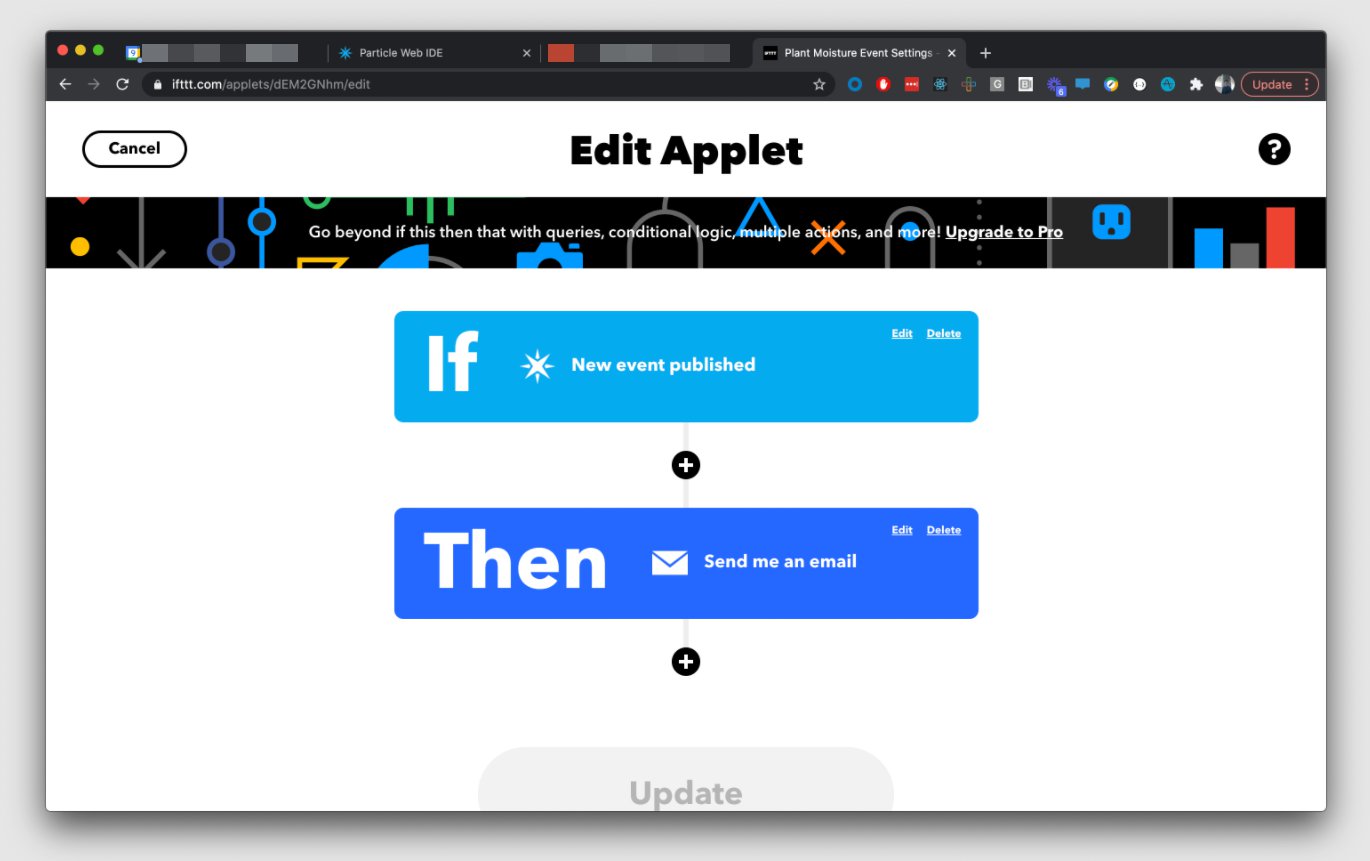 Particle Web IDE
Plant Moisture Event Settings -
ifttt.com/applets/dEM2GNhm/edit
6
Update
Cancel
Edit Applet
?
Go beyond if this then that with queries, conditional logic, multiple actions, and more! Upgrade to Pro
If
New event published
Edit Delete
Then
Send me an email
Edit Delete
Update